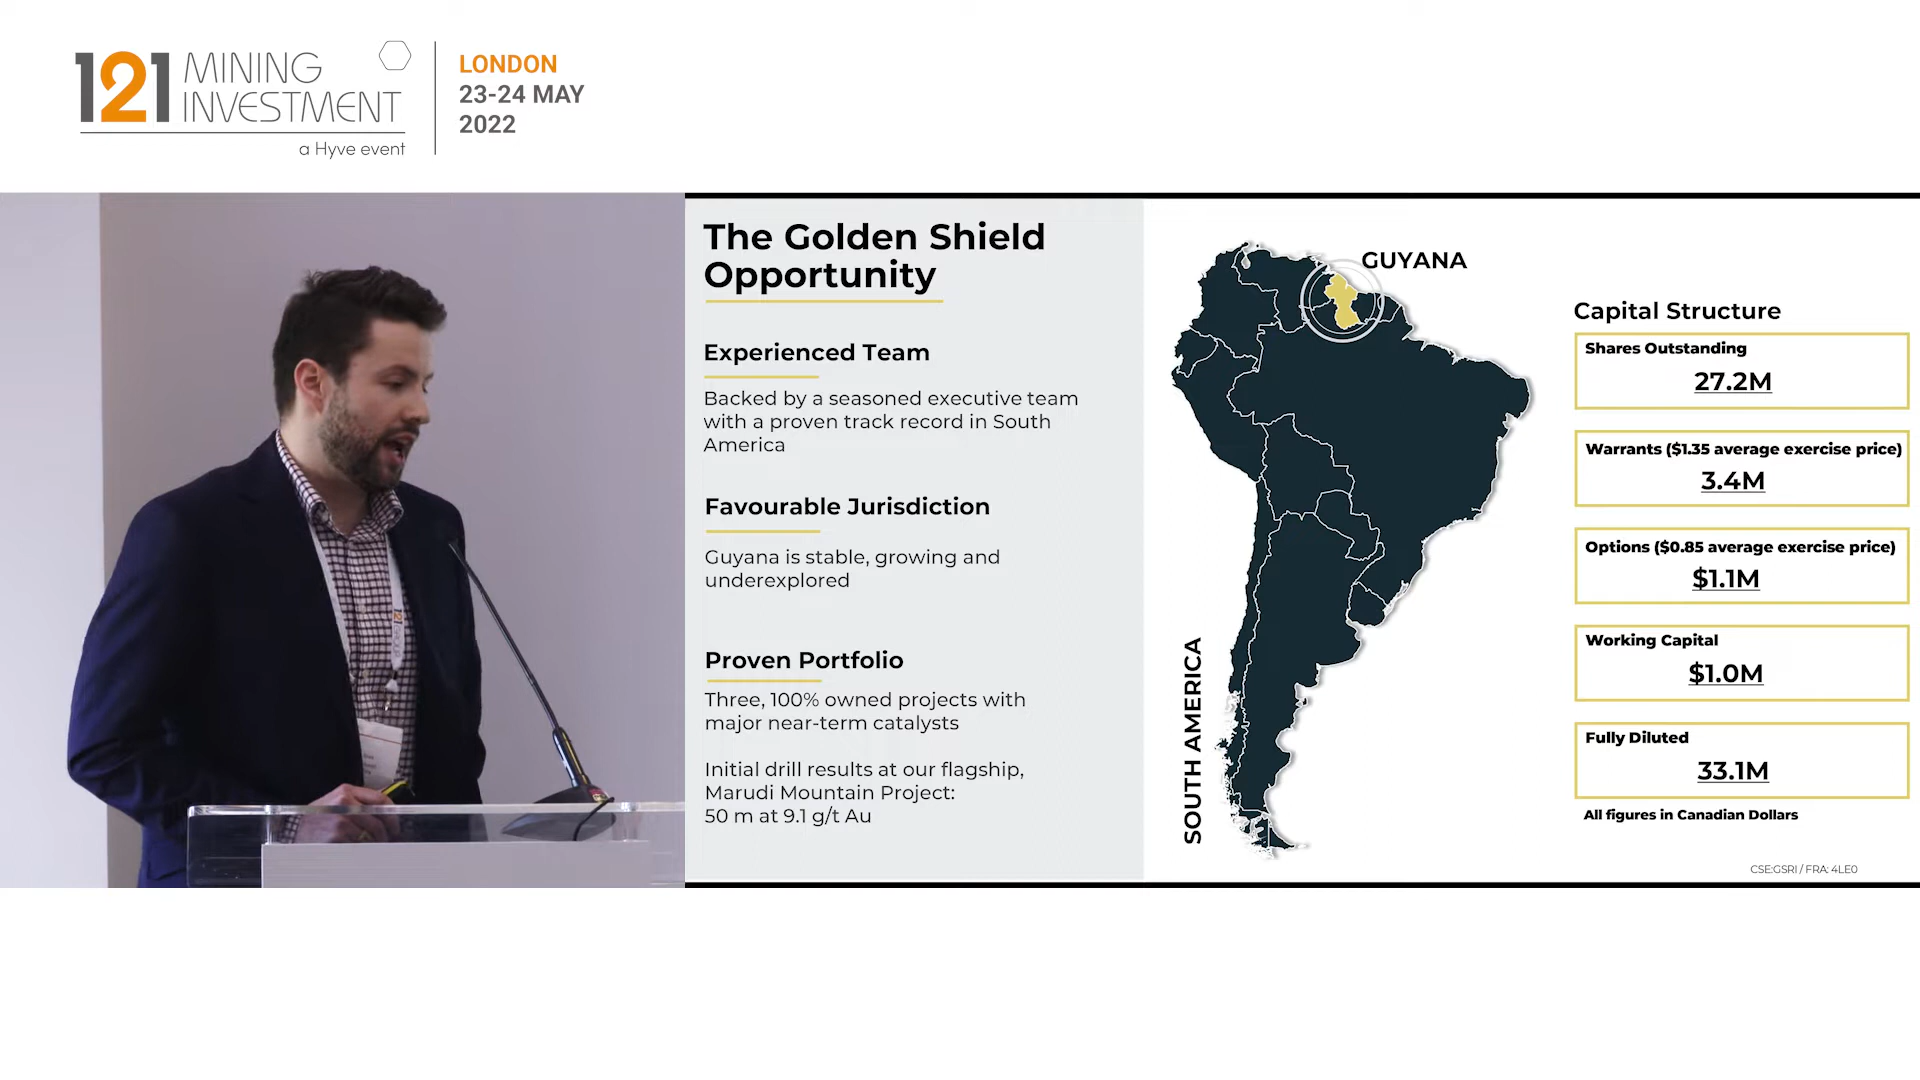 121 MINING
INVESTMENT
a Hyve event
LONDON
23-24 MAY
2022
The Golden Shield
Opportunity
Experienced Team
Backed by a seasoned executive team
with a proven track record in South
America
Favourable Jurisdiction
Guyana is stable, growing and
underexplored
Proven Portfolio
Three, 100% owned projects with
major near-term catalysts
Initial drill results at our flagship,
Marudi Mountain Project:
50 m at 9.1 g/t Au
GUYANA
SOUTH AMERICA
Capital Structure
Shares Outstanding
27.2M
Warrants ($1.35 average exercise price)
3.4M
Options ($0.85 average exercise price)
$1.1M
Working Capital
$1.0M
Fully Diluted
33.1M
All figures in Canadian Dollars
CSE:GSRI / FRA: 4LE0